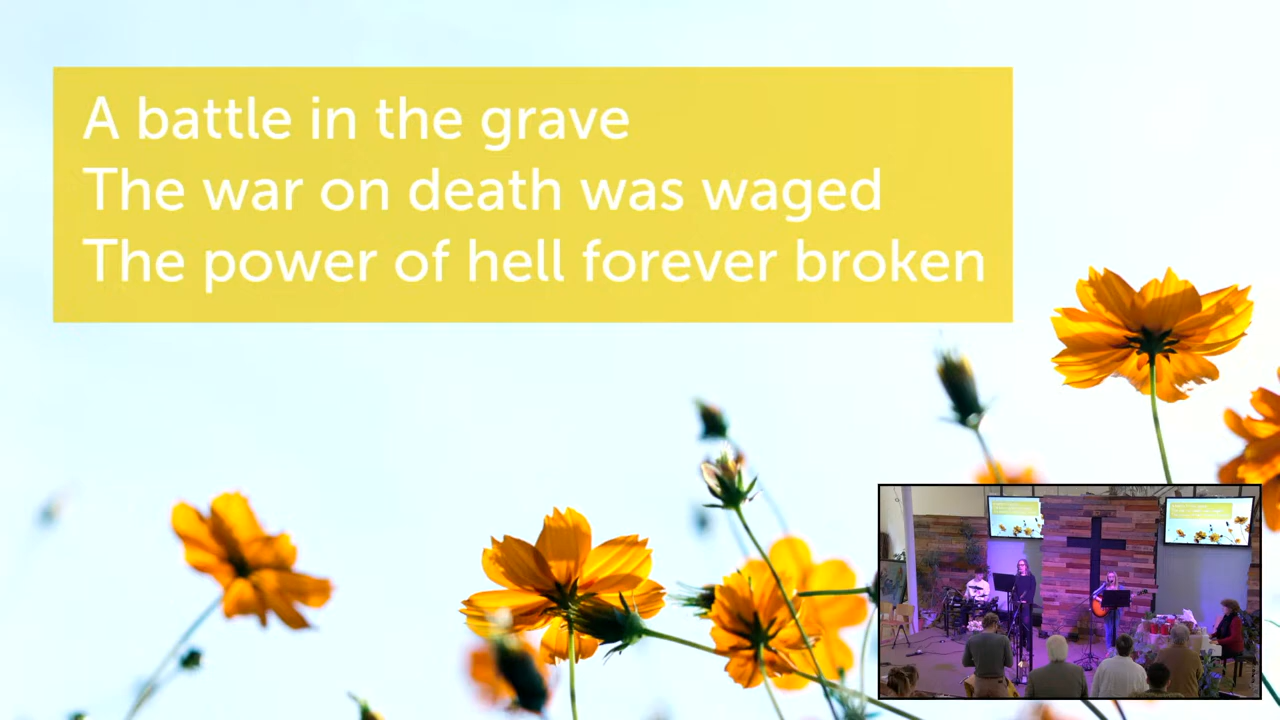 A battle in the grave
The war on death was waged
The power of hell forever broken